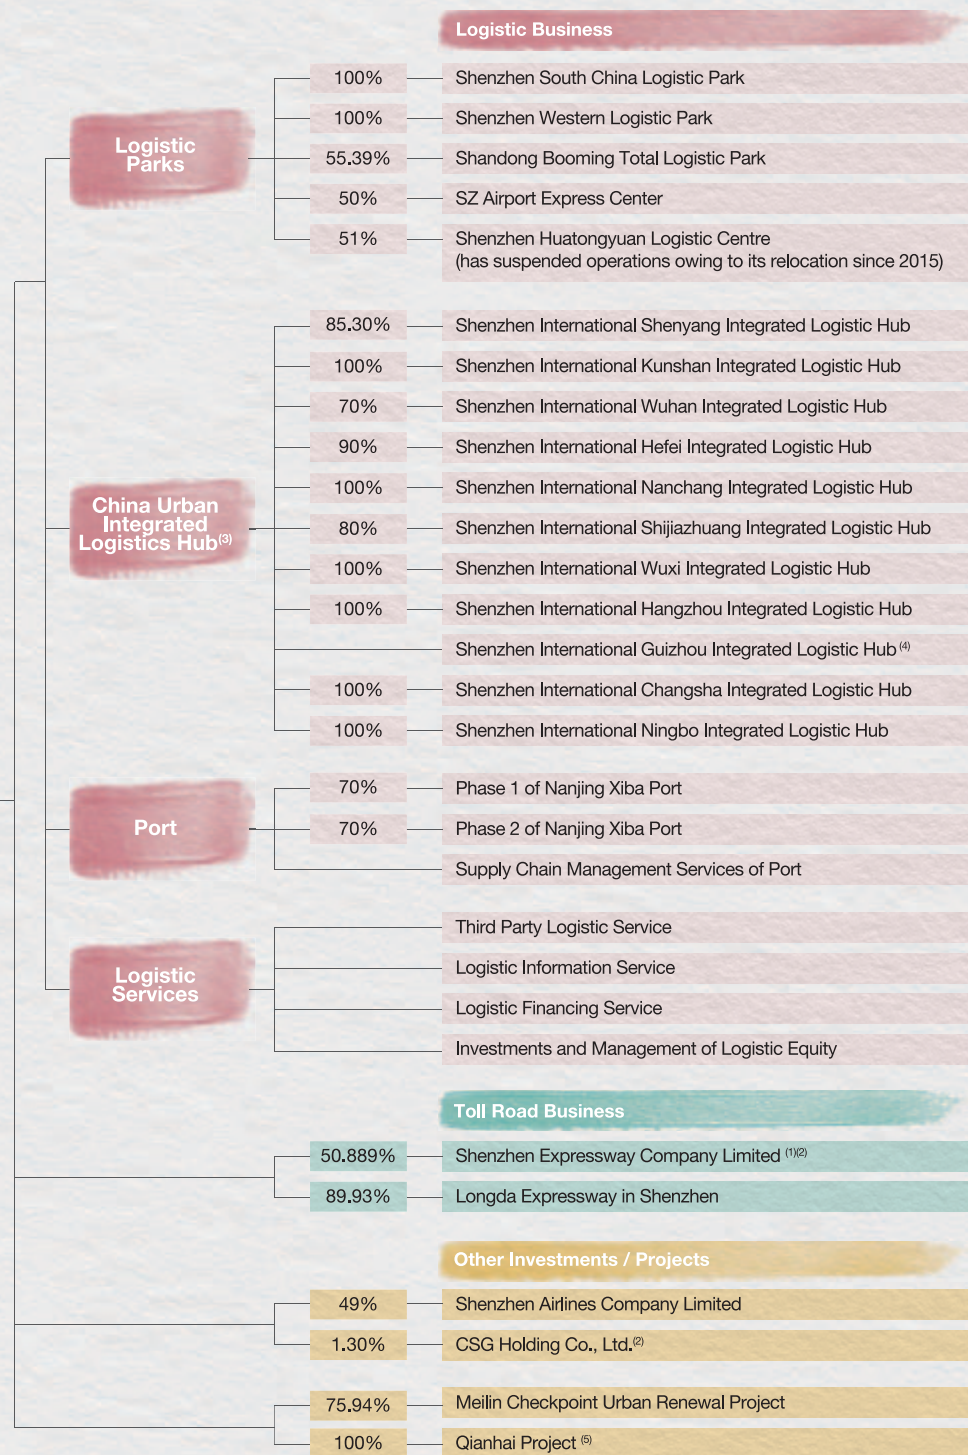 Logistic Business
Logistic
Parks
100% Shenzhen South China Logistic Park
100% Shenzhen Western Logistic Park
55.39% Shandong Booming Total Logistic Park
50% SZ Airport Express Center
51% Shenzhen Huatongyuan Logistic Centre
(has suspended operations owing to its relocation since 2015)
China Urban
Integrated
Logistics Hub(3)
85.30% Shenzhen International Shenyang Integrated Logistic Hub
100% Shenzhen International Kunshan Integrated Logistic Hub
70% Shenzhen International Wuhan Integrated Logistic Hub
90% Shenzhen International Hefei Integrated Logistic Hub
100% Shenzhen International Nanchang Integrated Logistic Hub
80% Shenzhen International Shijiazhuang Integrated Logistic Hub
100% Shenzhen International Wuxi Integrated Logistic Hub
100% Shenzhen International Hangzhou Integrated Logistic Hub
Shenzhen International Guizhou Integrated Logistic Hub (4)
100% Shenzhen International Changsha Integrated Logistic Hub
100% Shenzhen International Ningbo Integrated Logistic Hub
Port
70% Phase 1 of Nanjing Xiba Port
70% Phase 2 of Nanjing Xiba Port
Supply Chain Management Services of Port
Logistic
Services
Third Party Logistic Service
Logistic Information Service
Logistic Financing Service
Investments and Management of Logistic Equity
Toll Road Business
50.889% Shenzhen Expressway Company Limited (1)(2)
89.93% Longda Expressway in Shenzhen
Other Investments / Projects
49% Shenzhen Airlines Company Limited
1.30% CSG Holding Co., Ltd.(2)
75.94% Meilin Checkpoint Urban Renewal Project
100% Qianhai Project (5)